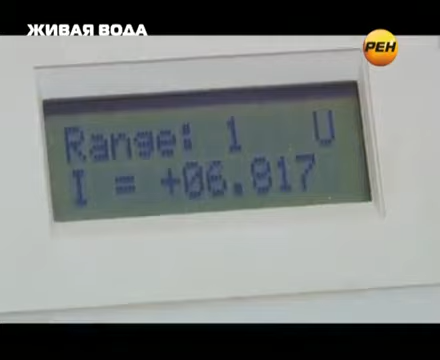 ЖИВАЯ ВОДА
РЕН
Range: 1 U
I = +06.817